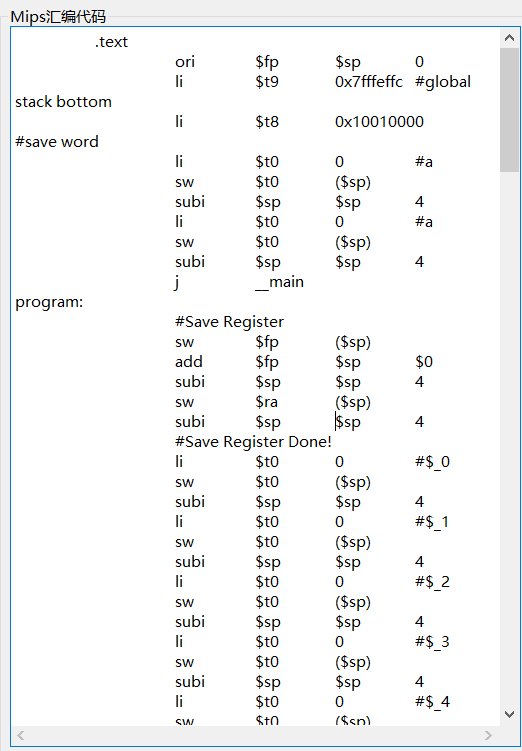 Mips汇编代码
.text
ori $fp $sp 0
li $t9 0x7fffeffc #global
stack bottom
li $t8 0x10010000
#save word
li $t0 0 #a
sw $t0 ($sp)
subi $sp $sp 4
li $t0 0 #a
sw $t0 ($sp)
subi $sp $sp 4
j __main
program:
#Save Register
sw $fp ($sp)
add $fp $sp $0
subi $sp $sp 4
sw $ra ($sp)
subi $sp $sp 4
#Save Register Done!
li $t0 0 #$_0
sw $t0 ($sp)
subi $sp $sp 4
li $t0 0 #$_1
sw $t0 ($sp)
subi $sp $sp 4
li $t0 0 #$_2
sw $t0 ($sp)
subi $sp $sp 4
li $t0 0 #$_3
sw $t0 ($sp)
subi $sp $sp 4
li $t0 0 #$_4
sw $t0 ($sp)